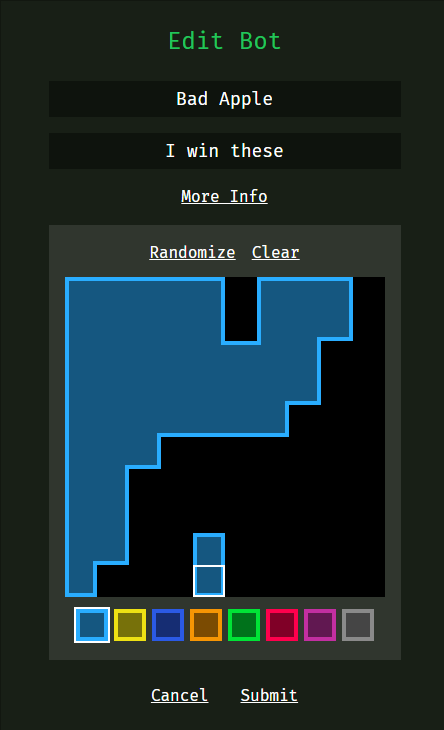 Edit Bot
Bad Apple
I win these
More Info
Randomize Clear
Cancel Submit